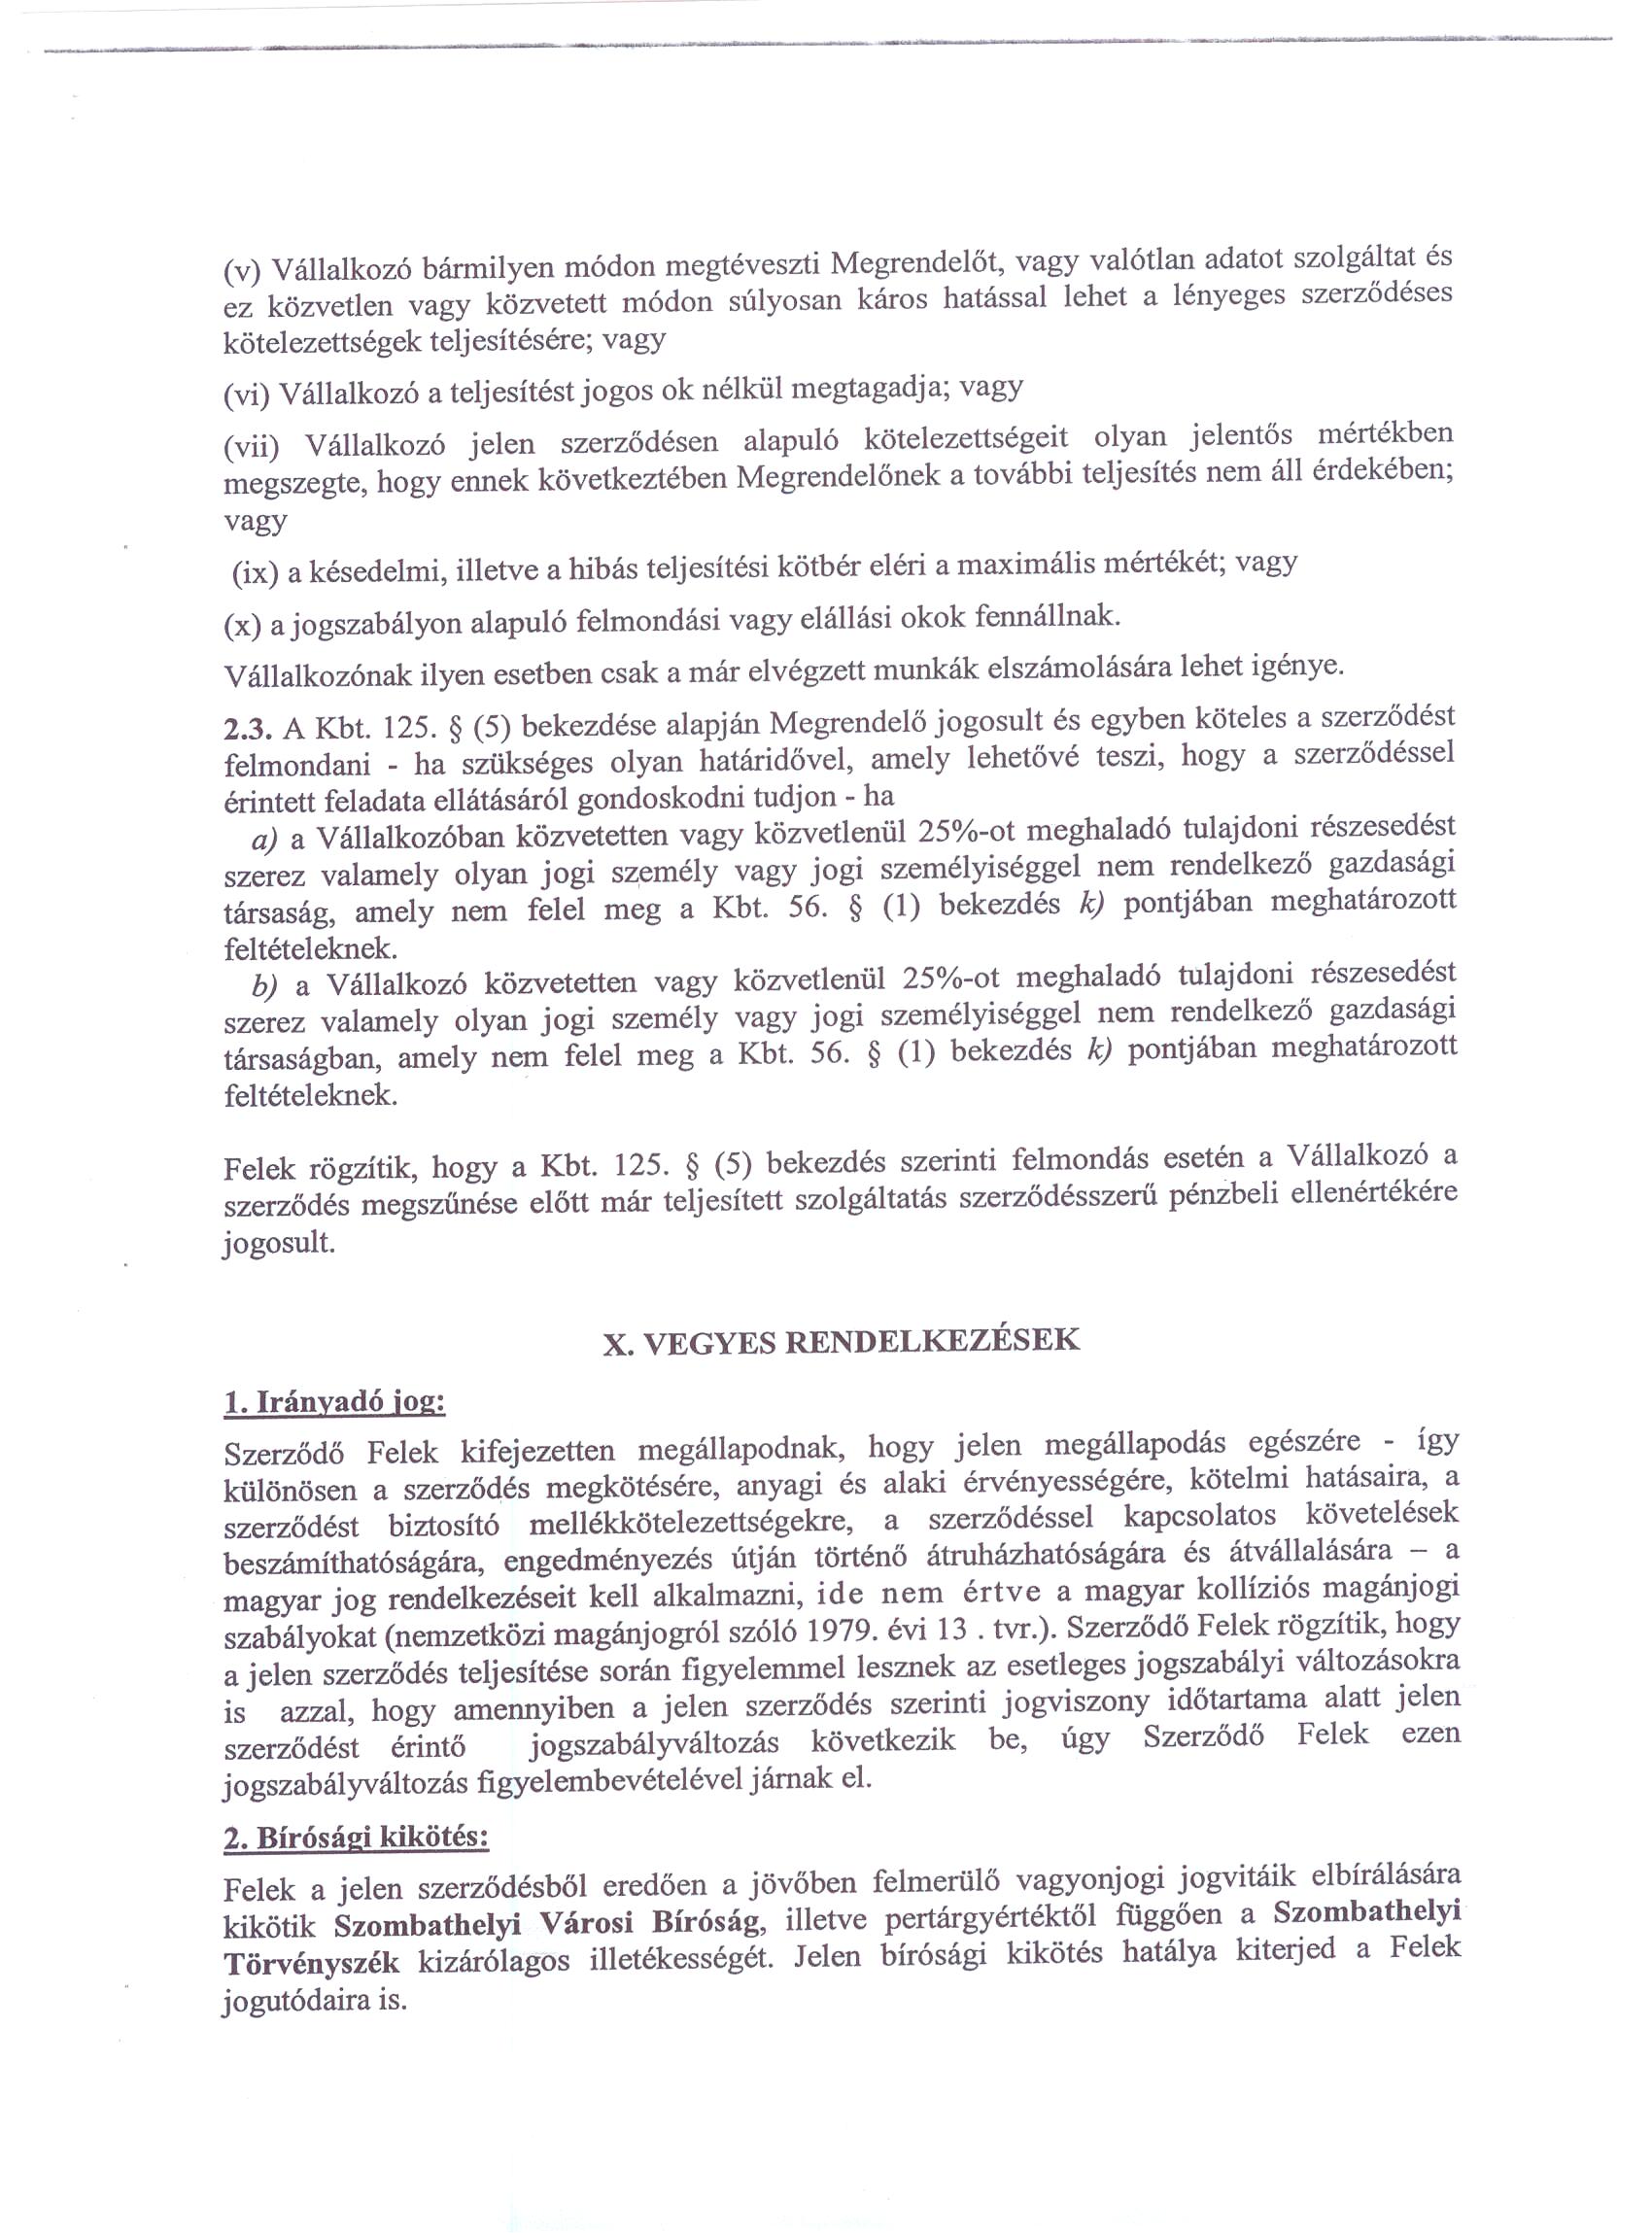 (v) Vállalkozó bármilyen módon megtéveszti Megrendelőt, vagy valótlan adatot szolgáltat és
ez közvetlen vagy közvetett módon súlyosan káros hatással lehet a lényeges szerződéses
kötelezettségek teljesítésére; vagy
(vi) Vállalkozó a teljesítést jogos ok nélkül megtagadja; vagy
(vii) Vállalkozó jelen szerződésen alapuló kötelezettségeit olyan jelentős mértékben
megszegte, hogy ennek következtében Megrendelőnek a további teljesítés nem áll érdekében;
vagy
(ix) a késedelmi, illetve a hibás teljesítési kötbér eléri a maximális mértékét; vagy
(x) a jogszabályon alapuló felmondási vagy elállási okok fennállnak.
Vállalkozónak ilyen esetben csak a már elvégzett munkák elszámolására lehet igénye.
2.3. A Kbt. 125. § (5) bekezdése alapján Megrendelő jogosult és egyben köteles a szerződést
felmondani - ha szükséges olyan határidővel, amely lehetővé teszi, hogy a szerződéssel
érintett feladata ellátásáról gondoskodni tudjon - ha
a) a Vállalkozóban közvetetten vagy közvetlenül 25%-ot meghaladó tulajdoni részesedést
szerez valamely olyan jogi személy vagy jogi személyiséggel nem rendelkező gazdasági
társaság, amely nem felel meg a Kbt. 56. § (1) bekezdés k) pontjában meghatározott
feltételeknek.
b) a Vállalkozó közvetetten vagy közvetlenül 25%-ot meghaladó tulajdoni részesedést
szerez valamely olyan jogi személy vagy jogi személyiséggel nem rendelkező gazdasági
társaságban, amely nem felel meg a Kbt. 56. § (1) bekezdés k) pontjában meghatározott
feltételeknek.
Felek rögzítik, hogy a Kbt. 125. § (5) bekezdés szerinti felmondás esetén a Vállalkozó a
szerződés megszűnése előtt már teljesített szolgáltatás szerződésszerű pénzbeli ellenértékére
jogosult.
X. VEGYES RENDELKEZÉSEK
1. Irányadó jog:
Szerződő Felek kifejezetten megállapodnak, hogy jelen megállapodás egészére - így
különösen a szerződés megkötésére, anyagi és alaki érvényességére, kötelmi hatásaira, a
szerződést biztosító mellékkötelezettségekre, a szerződéssel kapcsolatos követelések
beszámíthatóságára, engedményezés útján történő átruházhatóságára és átvállalására – a
magyar jog rendelkezéseit kell alkalmazni, ide nem értve a magyar kollíziós magánjogi
szabályokat (nemzetközi magánjogról szóló 1979. évi 13 . tvr.). Szerződő Felek rögzítik, hogy
a jelen szerződés teljesítése során figyelemmel lesznek az esetleges jogszabályi változásokra
is azzal, hogy amennyiben a jelen szerződés szerinti jogviszony időtartama alatt jelen
szerződést érintő jogszabályváltozás következik be, úgy Szerződő Felek ezen
jogszabályváltozás figyelembevételével járnak el.
2. Bírósági kikötés:
Felek a jelen szerződésből eredően a jövőben felmerülő vagyonjogi jogvitáik elbírálására
kikötik Szombathelyi Városi Bíróság, illetve pertárgyértéktől függően a Szombathelyi
Törvényszék kizárólagos illetékességét. Jelen bírósági kikötés hatálya kiterjed a Felek
jogutódaira is.